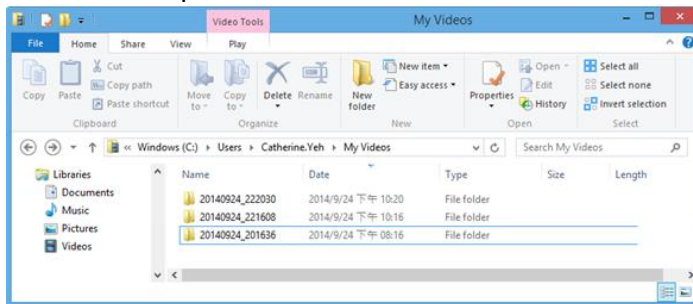 Video Tools
My Videos
File
Home
Share
View
Play
Copy
Paste
Cut
Copy path
Paste shortcut
Clipboard
Move to
Copy to
Delete
Rename
Organize
New folder
New item
Easy access
New
Properties
Open
Edit
History
Open
Select all
Select none
Invert selection
Select
« Windows (C:) Users Catherine.Yeh My Videos
Search My Videos
Libraries
Documents
Music
Pictures
Videos
Name Date Type Size Length
20140924_222030 2014/9/24 下午 10:20 File folder
20140924_221608 2014/9/24 下午 10:16 File folder
20140924_201636 2014/9/24 下午 08:16 File folder